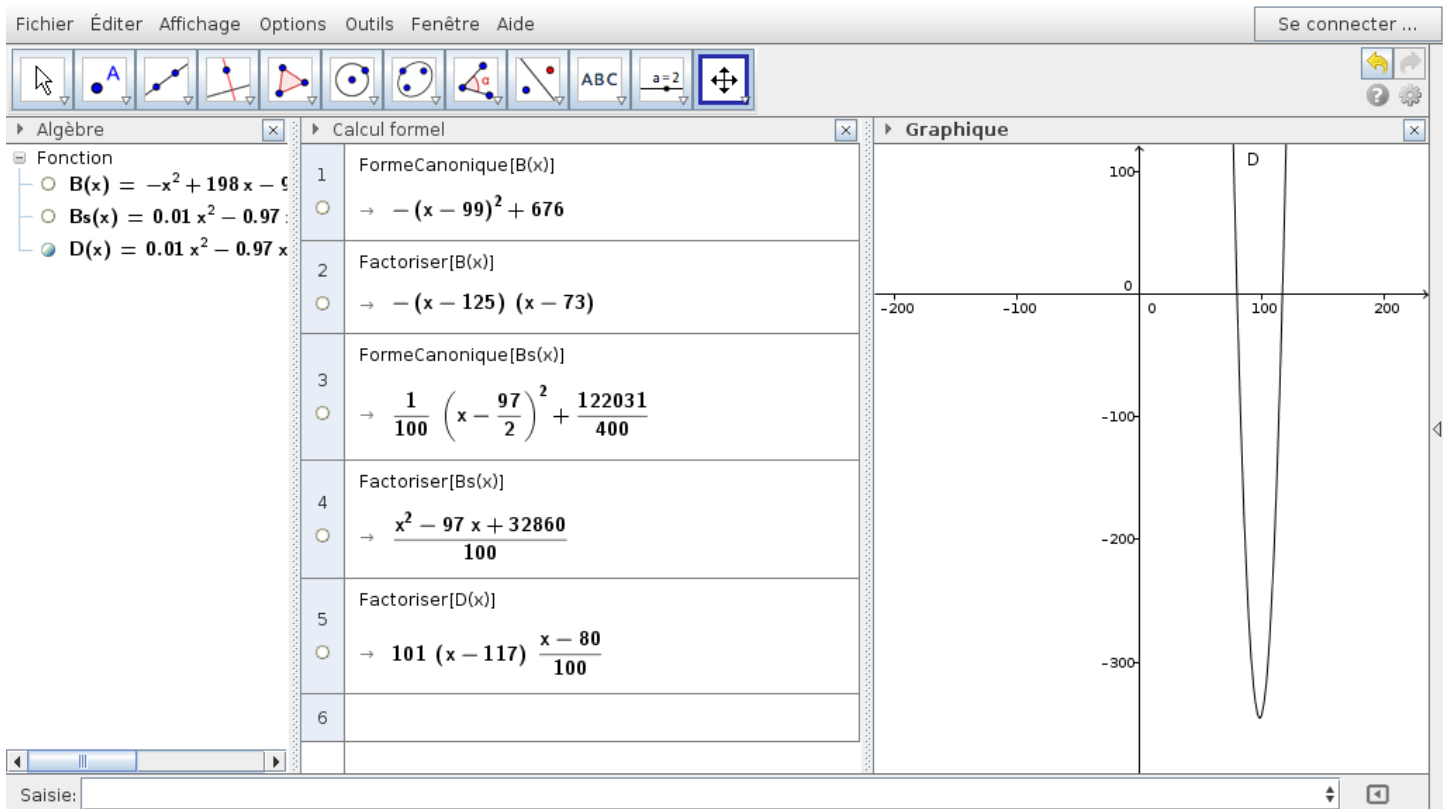 Fichier Éditer Affichage Options Outils Fenêtre Aide
Se connecter ...
A
α
ABC
a=2
Algèbre
Fonction
B(x) = −x² + 198 x − 9
Bs(x) = 0.01 x² − 0.97
D(x) = 0.01 x² − 0.97 x
Calcul formel
1
FormeCanonique[B(x)]
→ − (x − 99)² + 676
2
Factoriser[B(x)]
→ − (x − 125) (x − 73)
3
FormeCanonique[Bs(x)]
→ 1/100 (x − 97/2)² + 122031/400
4
Factoriser[Bs(x)]
→ (x² − 97 x + 32860)/100
5
Factoriser[D(x)]
→ 101 (x − 117) (x − 80)/100
6
Graphique
D
100
0
-200 -100 0 100 200
-100
-200
-300
Saisie: